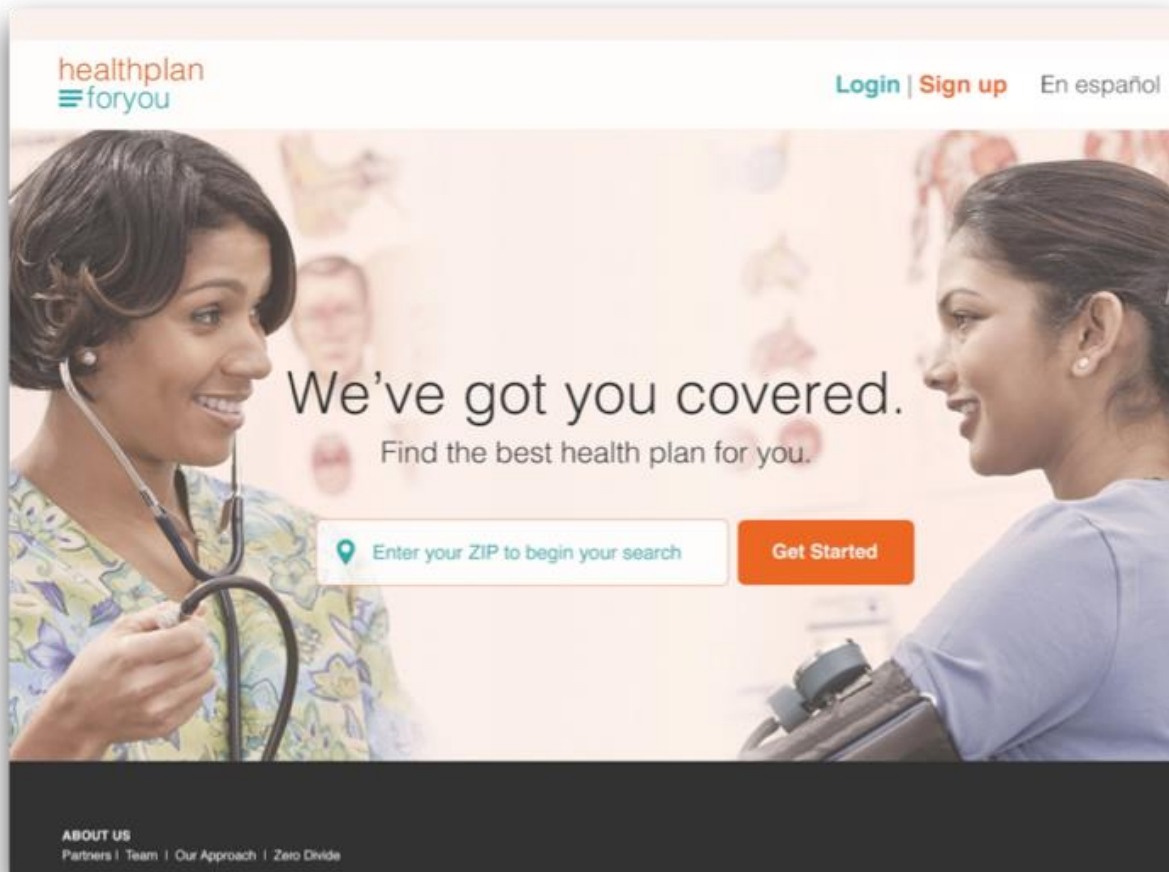 healthplan
foryou
Login | Sign up En español
We've got you covered.
Find the best health plan for you.
Enter your ZIP to begin your search
Get Started
ABOUT US
Partners | Team | Our Approach | Zero Divide